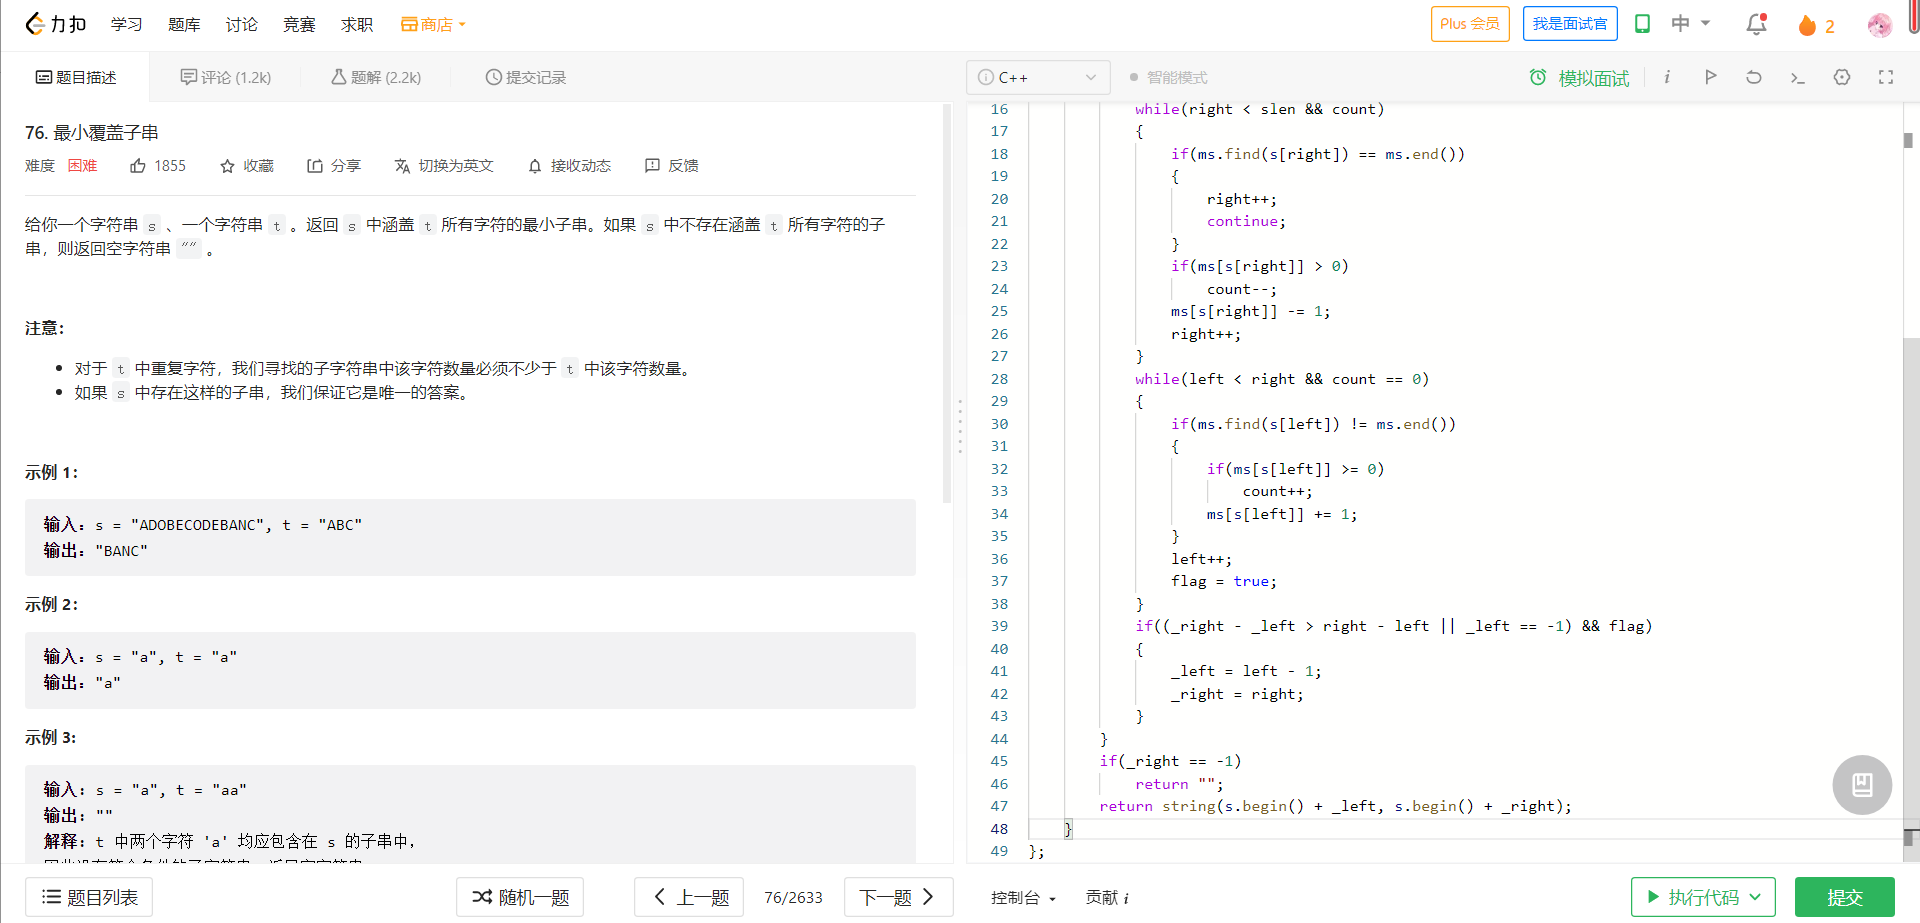 力扣 学习 题库 讨论 竞赛 求职 商店 Plus 会员 我是面试官 中 2
题目描述 评论 (1.2k) 题解 (2.2k) 提交记录
76. 最小覆盖子串
难度 困难 1855 收藏 分享 切换为英文 接收动态 反馈
给你一个字符串 s 、一个字符串 t 。返回 s 中涵盖 t 所有字符的最小子串。如果 s 中不存在涵盖 t 所有字符的子
串，则返回空字符串 "" 。
注意：
对于 t 中重复字符，我们寻找的子字符串中该字符数量必须不少于 t 中该字符数量。
如果 s 中存在这样的子串，我们保证它是唯一的答案。
示例 1：
输入：s = "ADOBECODEBANC", t = "ABC"
输出："BANC"
示例 2：
输入：s = "a", t = "a"
输出："a"
示例 3:
输入：s = "a", t = "aa"
输出：""
解释：t 中两个字符 'a' 均应包含在 s 的子串中，
题目列表 随机一题 上一题 76/2633 下一题
C++ 智能模式 模拟面试 i
16 while(right < slen && count)
17 {
18 if(ms.find(s[right]) == ms.end())
19 {
20 right++;
21 continue;
22 }
23 if(ms[s[right]] > 0)
24 count--;
25 ms[s[right]] -= 1;
26 right++;
27 }
28 while(left < right && count == 0)
29 {
30 if(ms.find(s[left]) != ms.end())
31 {
32 if(ms[s[left]] >= 0)
33 count++;
34 ms[s[left]] += 1;
35 }
36 left++;
37 flag = true;
38 }
39 if((_right - _left > right - left || _left == -1) && flag)
40 {
41 _left = left - 1;
42 _right = right;
43 }
44 }
45 if(_right == -1)
46 return "";
47 return string(s.begin() + _left, s.begin() + _right);
48 }
49 };
控制台 贡献 i 执行代码 提交